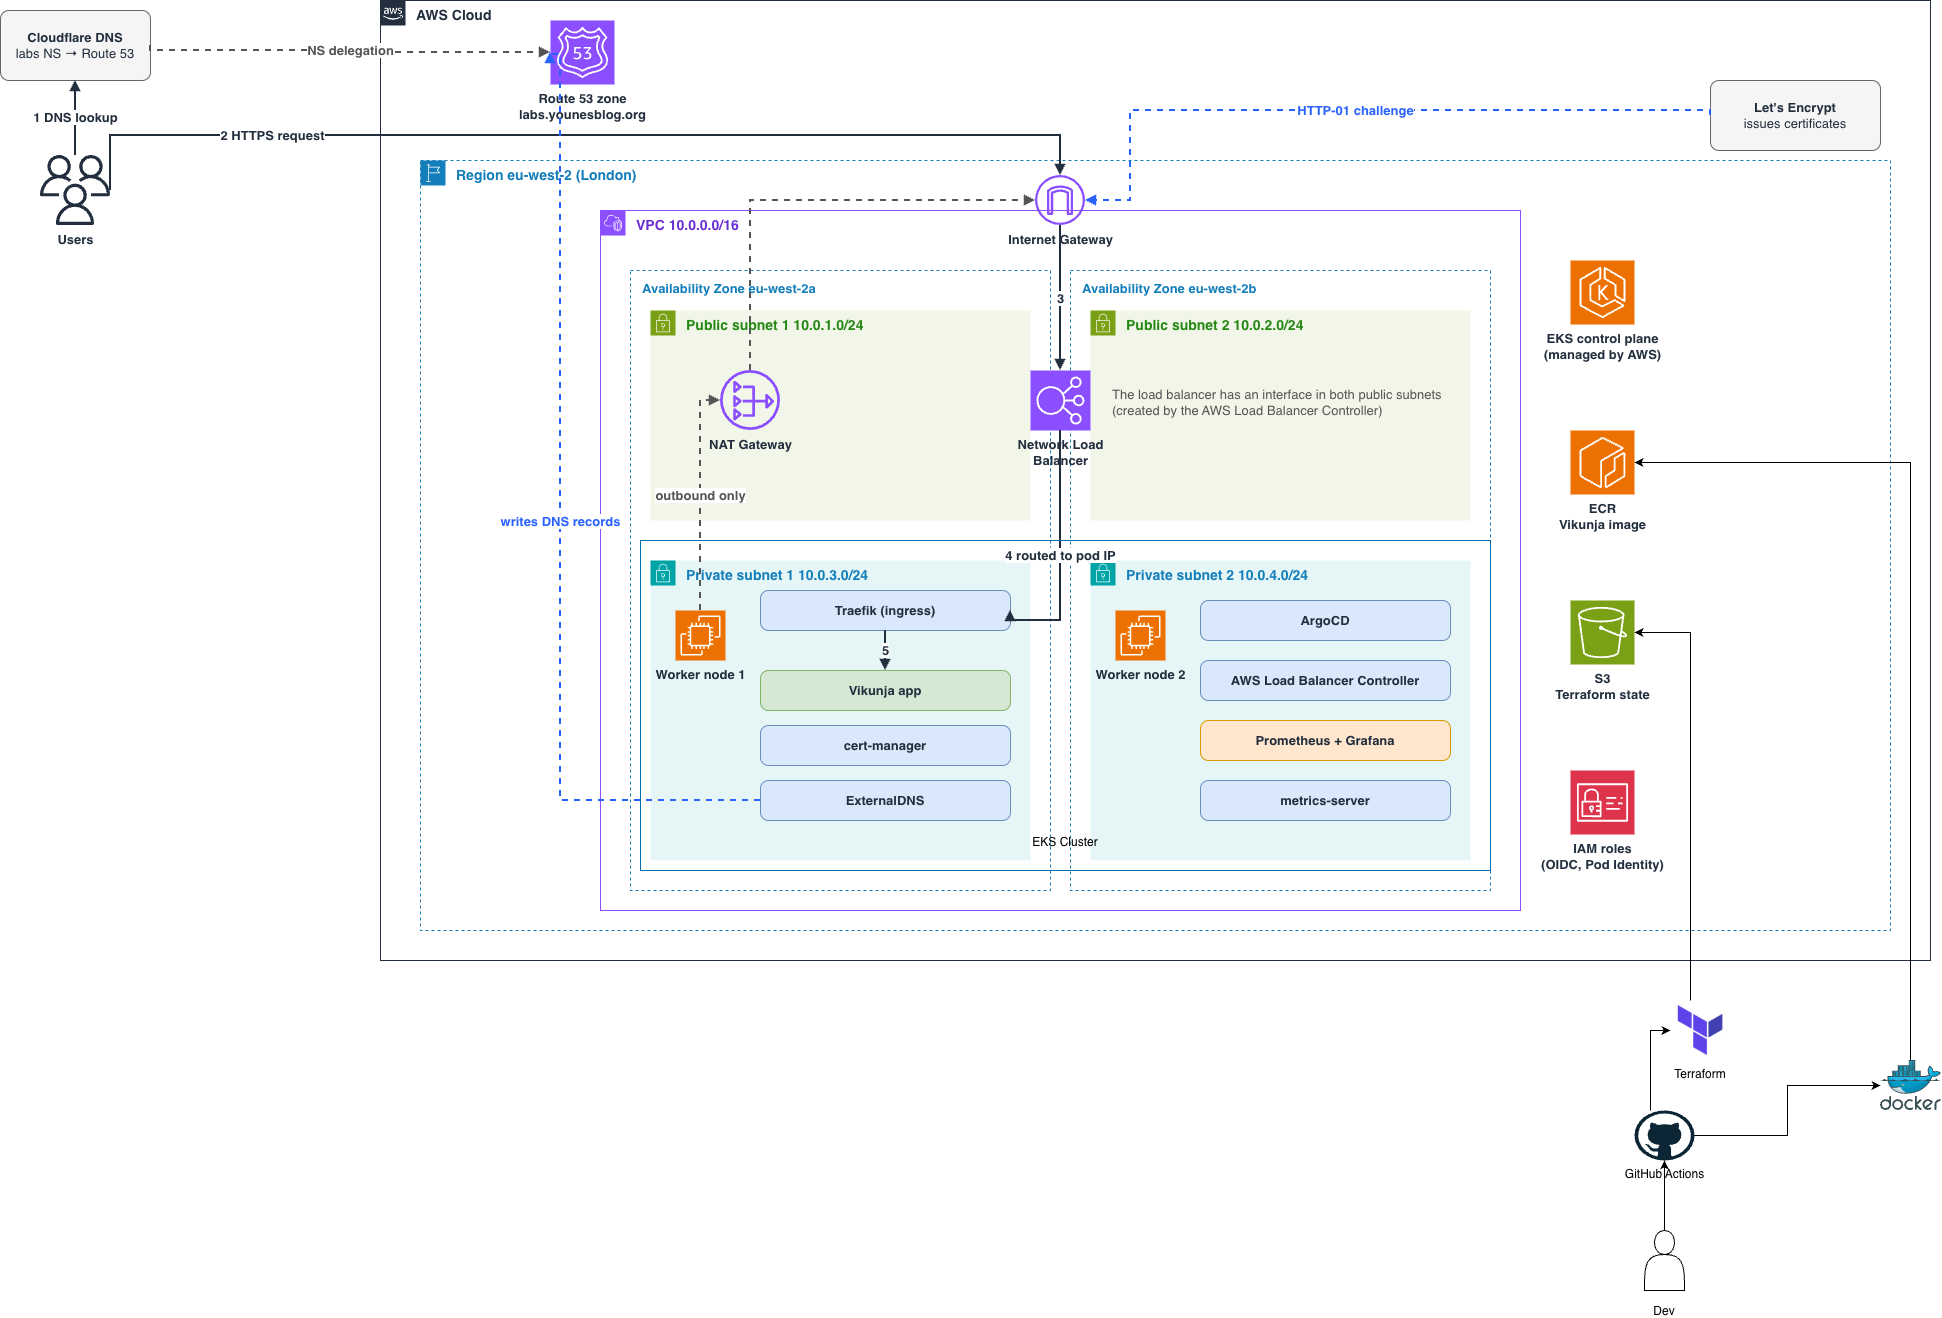 aws
AWS Cloud
Cloudflare DNS
labs NS → Route 53
NS delegation
53
Route 53 zone
labs.younesblog.org
1 DNS lookup
2 HTTPS request
Users
HTTP-01 challenge
Let's Encrypt
issues certificates
Region eu-west-2 (London)
VPC 10.0.0.0/16
Internet Gateway
Availability Zone eu-west-2a
Availability Zone eu-west-2b
3
Public subnet 1 10.0.1.0/24
Public subnet 2 10.0.2.0/24
K
EKS control plane
(managed by AWS)
The load balancer has an interface in both public subnets
(created by the AWS Load Balancer Controller)
NAT Gateway
Network Load
Balancer
outbound only
writes DNS records
ECR
Vikunja image
4 routed to pod IP
Private subnet 1 10.0.3.0/24
Private subnet 2 10.0.4.0/24
Traefik (ingress)
5
Worker node 1
Vikunja app
cert-manager
ExternalDNS
ArgoCD
Worker node 2
AWS Load Balancer Controller
Prometheus + Grafana
metrics-server
EKS Cluster
S3
Terraform state
IAM roles
(OIDC, Pod Identity)
Terraform
docker
GitHub Actions
Dev